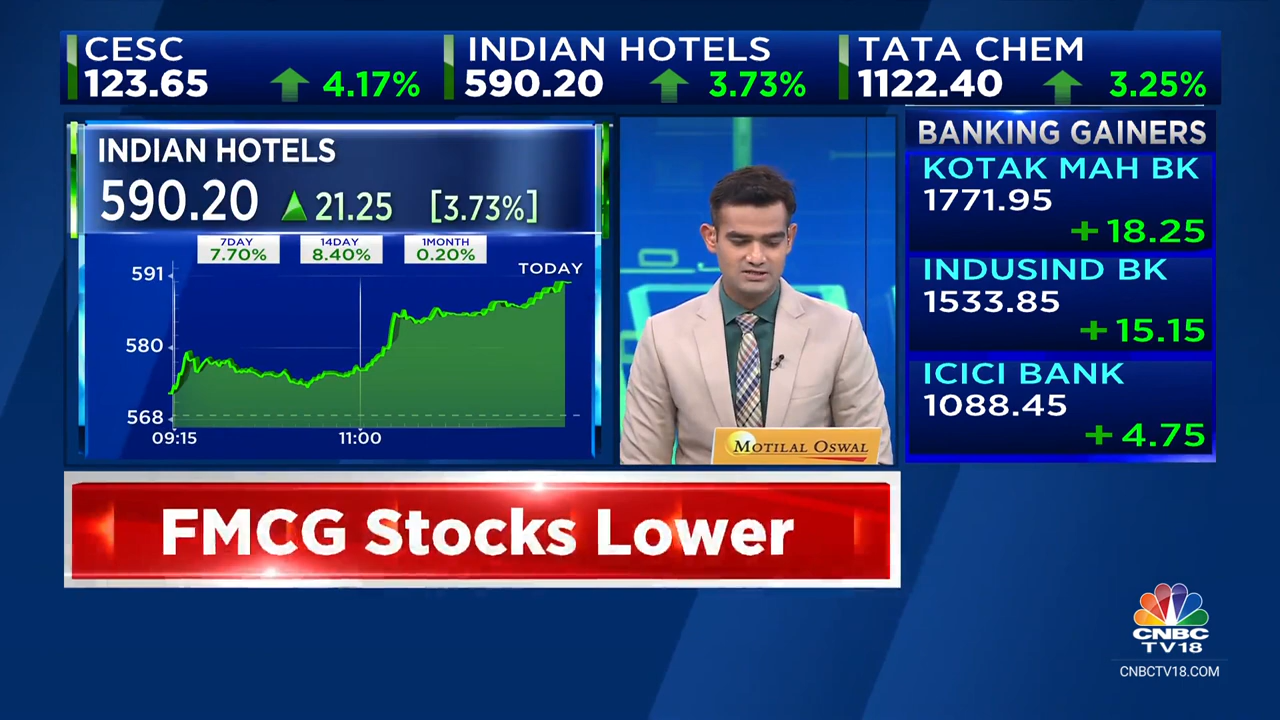 CESC
123.65 4.17%
INDIAN HOTELS
590.20 3.73%
TATA CHEM
1122.40 3.25%
INDIAN HOTELS
590.20 21.25 [3.73%]
7DAY
7.70%
14DAY
8.40%
1MONTH
0.20%
TODAY
591
580
568
09:15 11:00
MOTILAL OSWAL
BANKING GAINERS
KOTAK MAH BK
1771.95
+ 18.25
INDUSIND BK
1533.85
+ 15.15
ICICI BANK
1088.45
+ 4.75
FMCG Stocks Lower
CNBC
TV18
CNBCTV18.COM